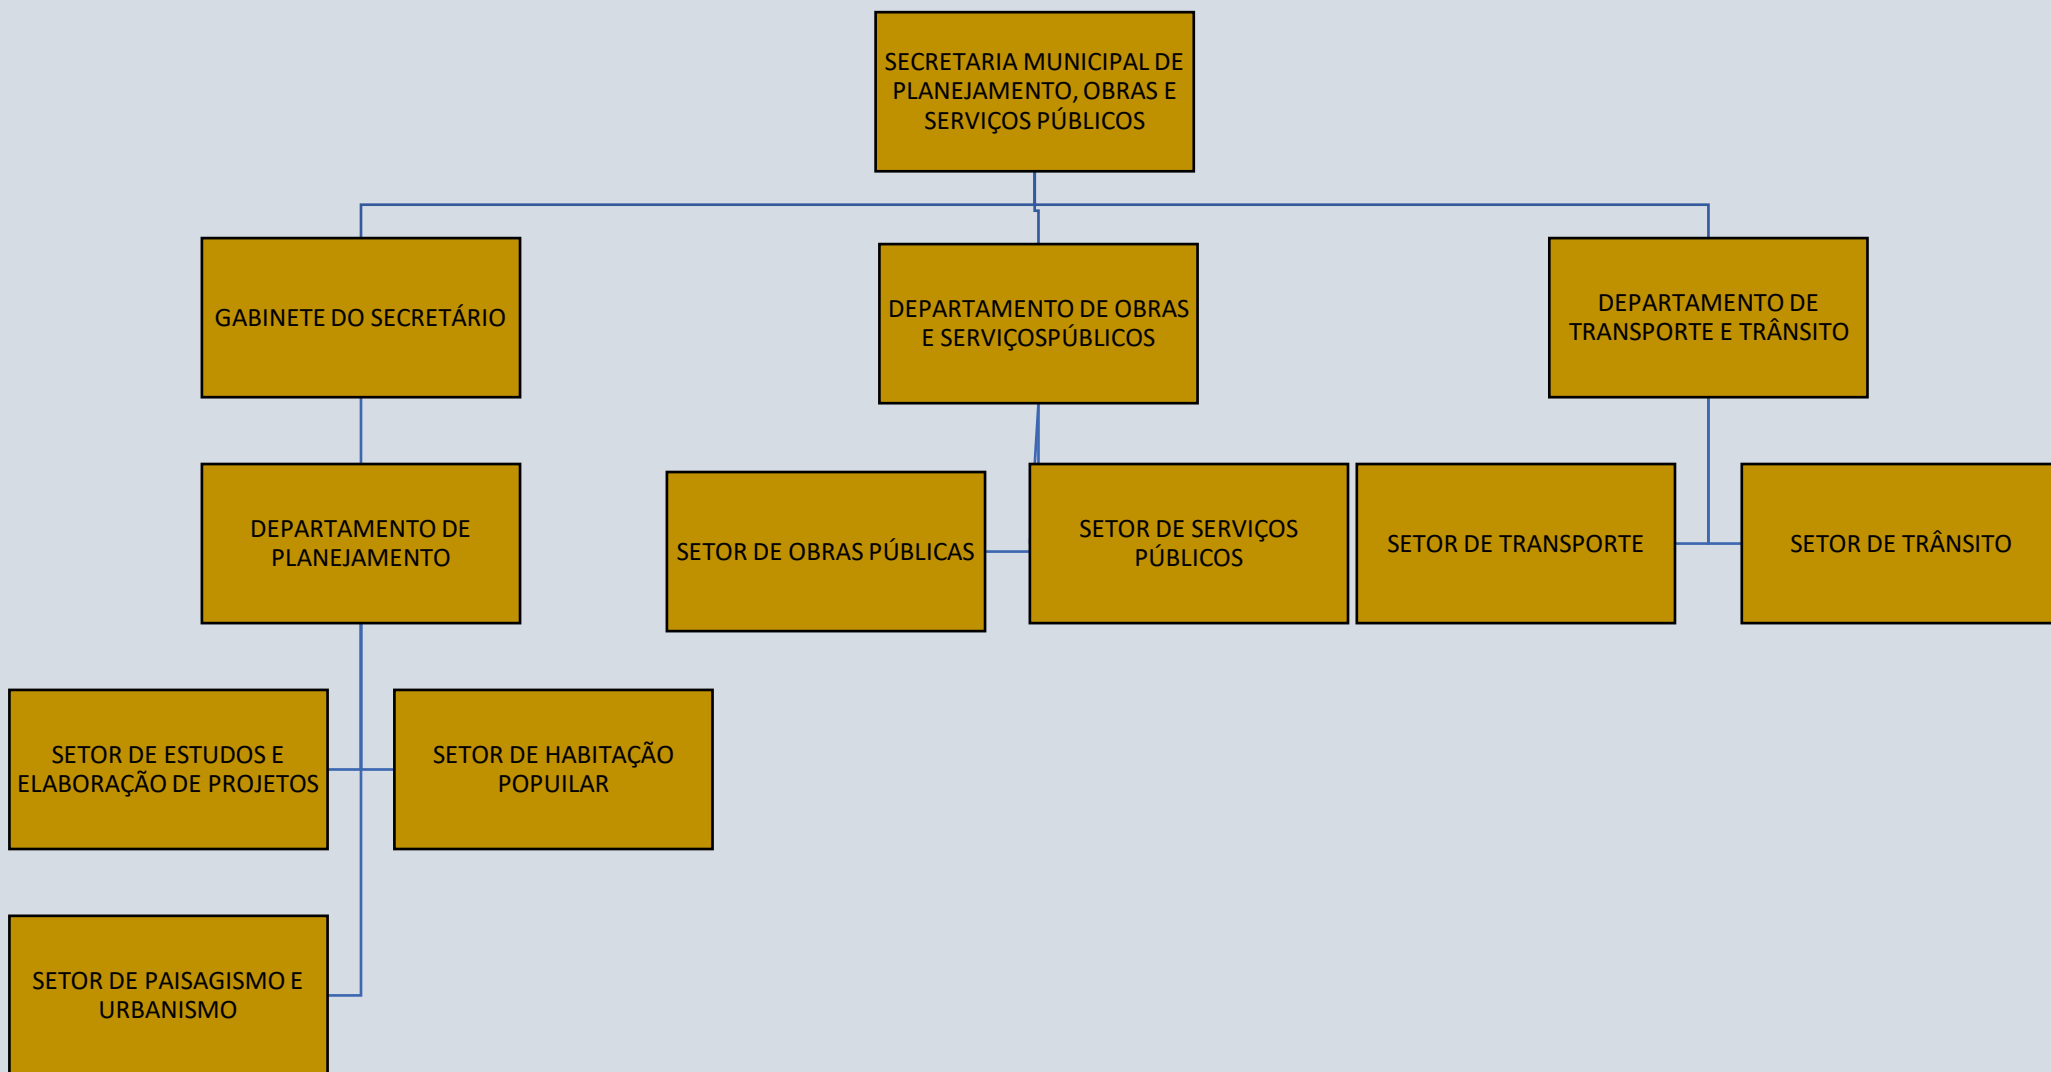 SECRETARIA MUNICIPAL DE
PLANEJAMENTO, OBRAS E
SERVIÇOS PÚBLICOS
GABINETE DO SECRETÁRIO
DEPARTAMENTO DE OBRAS
E SERVIÇOSPÚBLICOS
DEPARTAMENTO DE
TRANSPORTE E TRÂNSITO
DEPARTAMENTO DE
PLANEJAMENTO
SETOR DE OBRAS PÚBLICAS
SETOR DE SERVIÇOS
PÚBLICOS
SETOR DE TRANSPORTE
SETOR DE TRÂNSITO
SETOR DE ESTUDOS E
ELABORAÇÃO DE PROJETOS
SETOR DE HABITAÇÃO
POPUILAR
SETOR DE PAISAGISMO E
URBANISMO